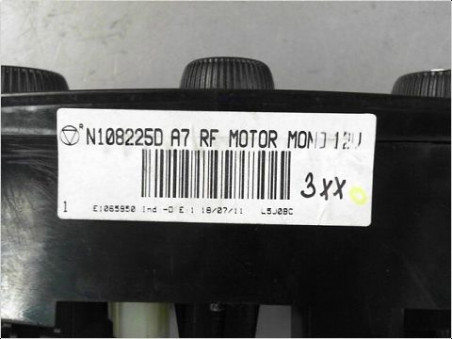 N108225D A7 RF MOTOR MONO 12V
3xx
1 E1065950 Ind -D E 1 18/07/11 L5J08C